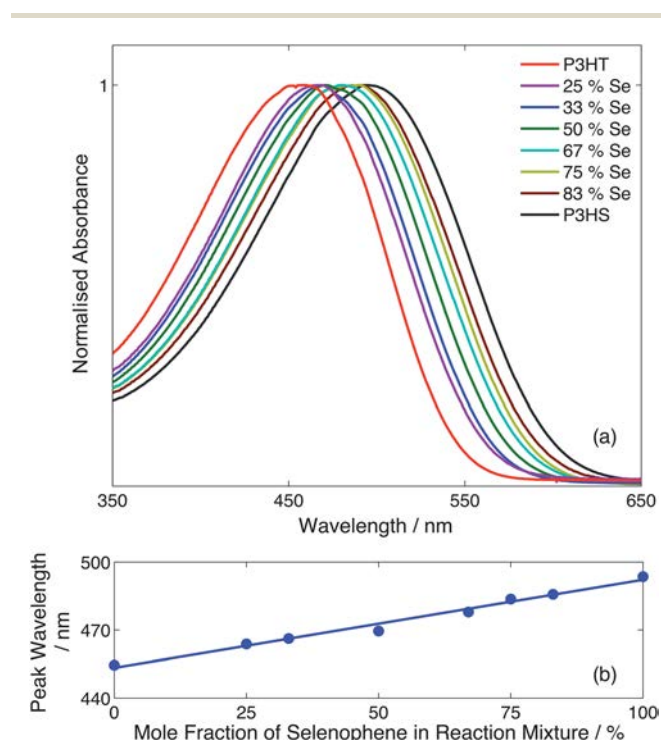 1
Normalised Absorbance
P3HT
25 % Se
33 % Se
50 % Se
67 % Se
75 % Se
83 % Se
P3HS
(a)
350 450 550 650
Wavelength / nm
Peak Wavelength
/ nm
500
470
440
(b)
0 25 50 75 100
Mole Fraction of Selenophene in Reaction Mixture / %